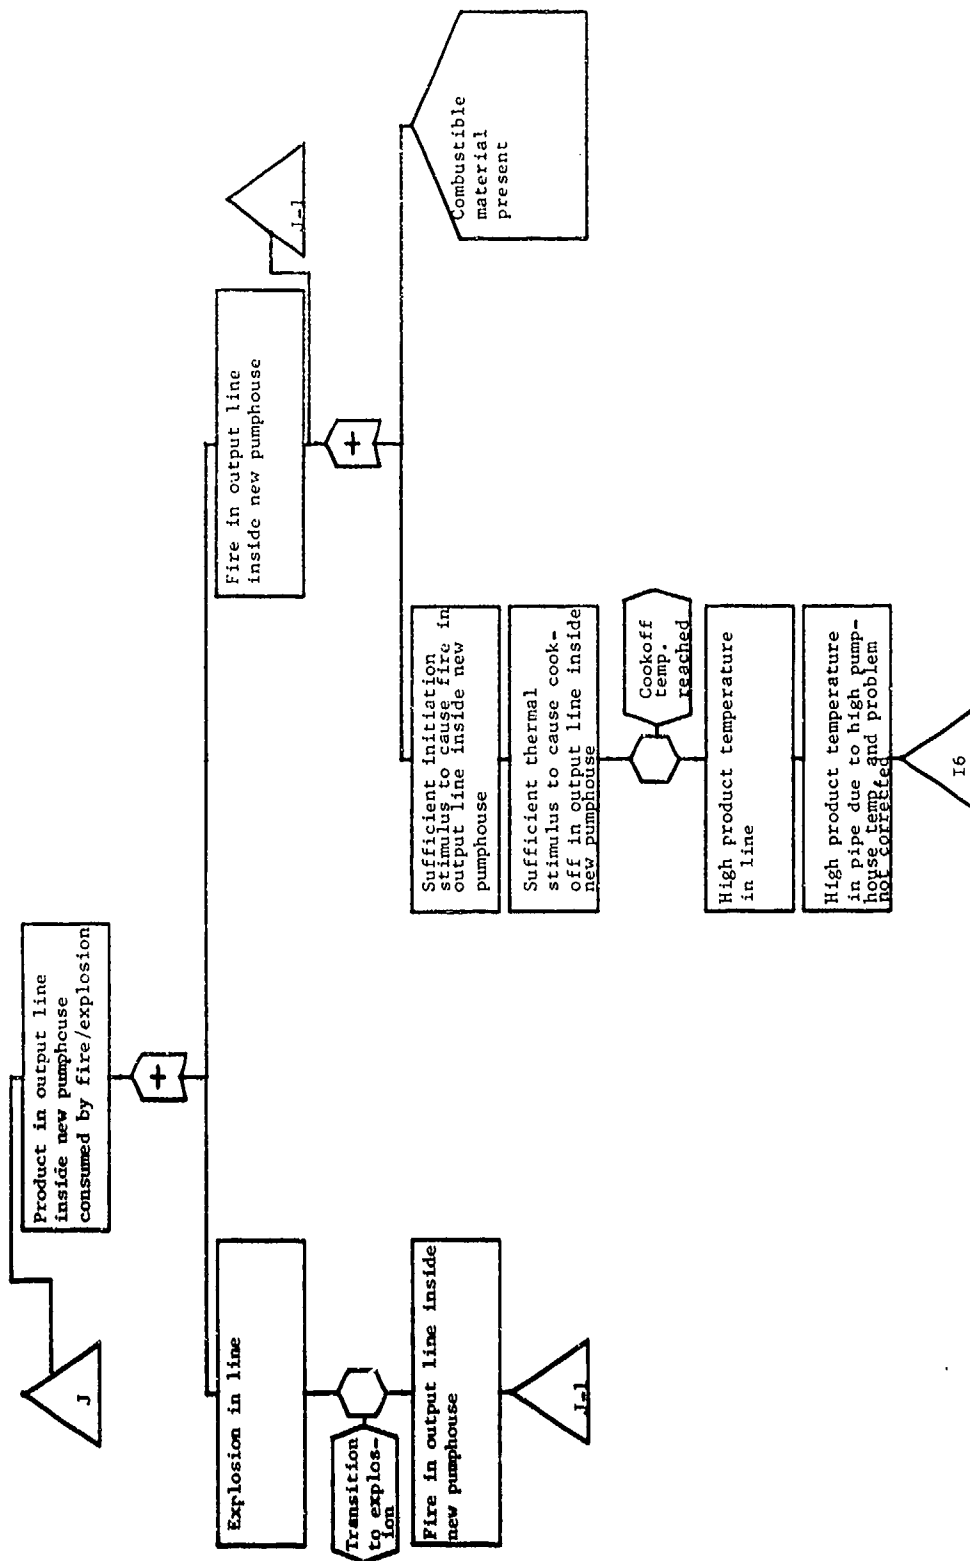 J
Product in output line
inside new pumphouse
consumed by fire/explosion
+
Explosion in line
Transition
to explos-
ion
Fire in output line inside
new pumphouse
J-1
Fire in output line
inside new pumphouse
J-1
+
Sufficient initiation
stimulus to cause fire in
output line inside new
pumphouse
Sufficient thermal
stimulus to cause cook-
off in output line inside
new pumphouse
Cookoff
temp.
reached
High product temperature
in line
High product temperature
in pipe due to high pump-
house temp. and problem
not corrected
I6
Combustible
material
present